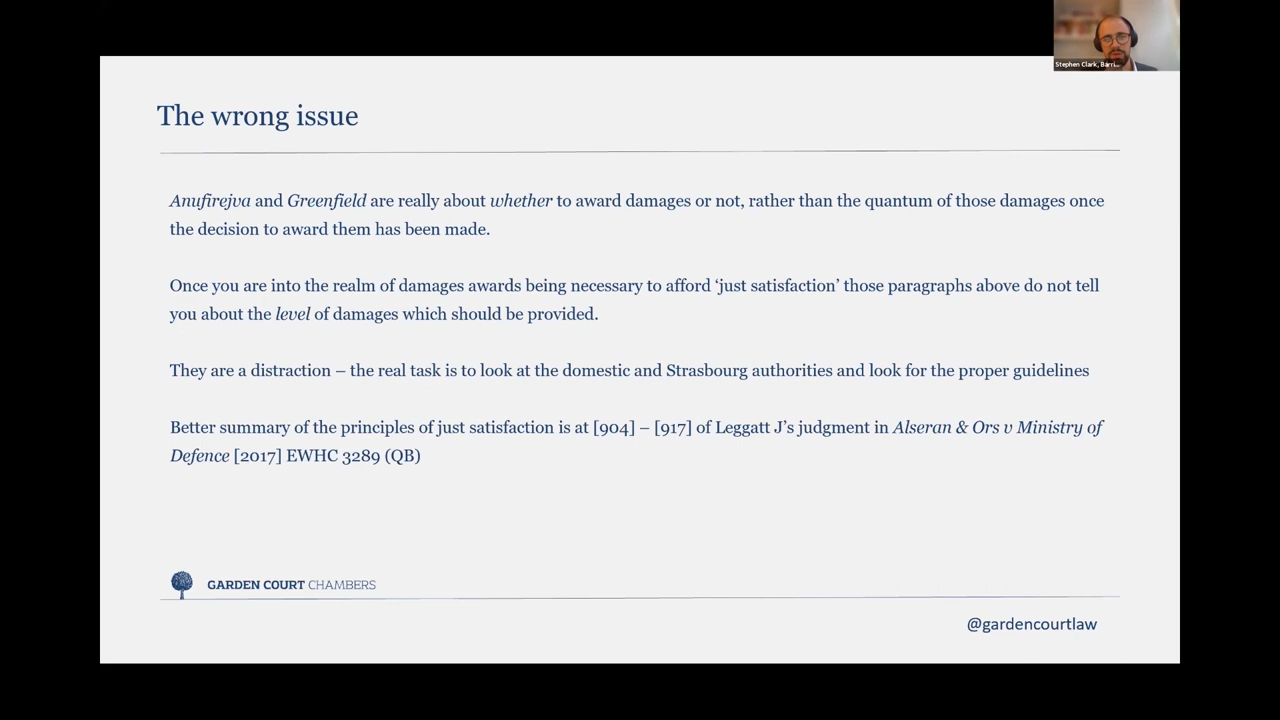 Stephen Clark, Barri...
The wrong issue
Anufirejva and Greenfield are really about whether to award damages or not, rather than the quantum of those damages once
the decision to award them has been made.
Once you are into the realm of damages awards being necessary to afford ‘just satisfaction’ those paragraphs above do not tell
you about the level of damages which should be provided.
They are a distraction – the real task is to look at the domestic and Strasbourg authorities and look for the proper guidelines
Better summary of the principles of just satisfaction is at [904] – [917] of Leggatt J’s judgment in Alseran & Ors v Ministry of
Defence [2017] EWHC 3289 (QB)
GARDEN COURT CHAMBERS
@gardencourtlaw